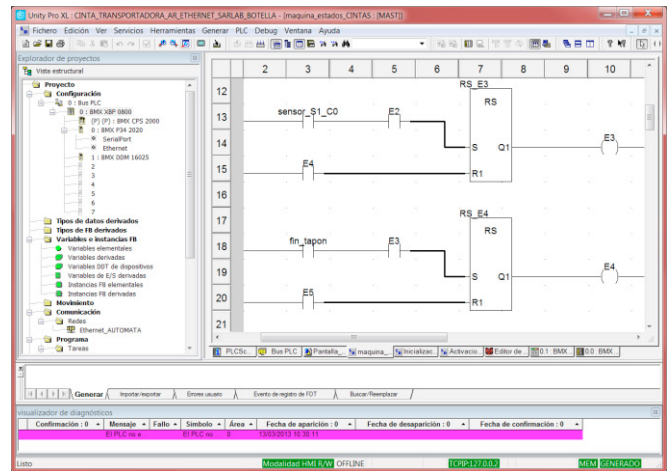 Unity Pro XL : CINTA_TRANSPORTADORA_AR_ETHERNET_SARLAB_BOTELLA - [maquina_estados_CINTAS : [MAST]]
Fichero Edición Ver Servicios Herramientas Generar PLC Debug Ventana Ayuda
Explorador de proyectos
Vista estructural
Proyecto
Configuración
0 : Bus PLC
0 : BMX XBP 0800
(P) (P) : BMX CPS 2000
0 : BMX P34 2020
SerialPort
Ethernet
1 : BMX DDM 16025
2
3
4
5
6
7
Tipos de datos derivados
Tipos de FB derivados
Variables e instancias FB
Variables elementales
Variables derivadas
Variables DDT de dispositivos
Variables de E/S derivadas
Instancias FB elementales
Instancias FB derivadas
Movimiento
Comunicación
Redes
Ethernet_AUTOMATA
Programa
Tareas
2 3 4 5 6 7 8 9 10
12 RS_E3
RS
13 sensor_S1_C0 E2
14 S Q1 E3
15 E4 R1
16
17 RS_E4
RS
18 fin_tapon E3
19 S Q1 E4
20 E5 R1
21
PLCSc... Bus PLC Pantalla_... maquina_... Inicializac... Activacio... Editor de ... 0.1 BMX... 0.0 BMX...
Generar Importar/exportar Errores usuario Evento de registro de FDT Buscar/Reemplazar
visualizador de diagnósticos
Confirmación : 0 Mensaje Fallo Símbolo Área Fecha de aparición : 0 Fecha de desaparición : 0 Fecha de confirmación : 0
El PLC no e... El PLC no ... 0 13/03/2013 10:30:11
Listo Modalidad HMI R/W OFFLINE TCPIP:127.0.0.2 MEM GENERADO